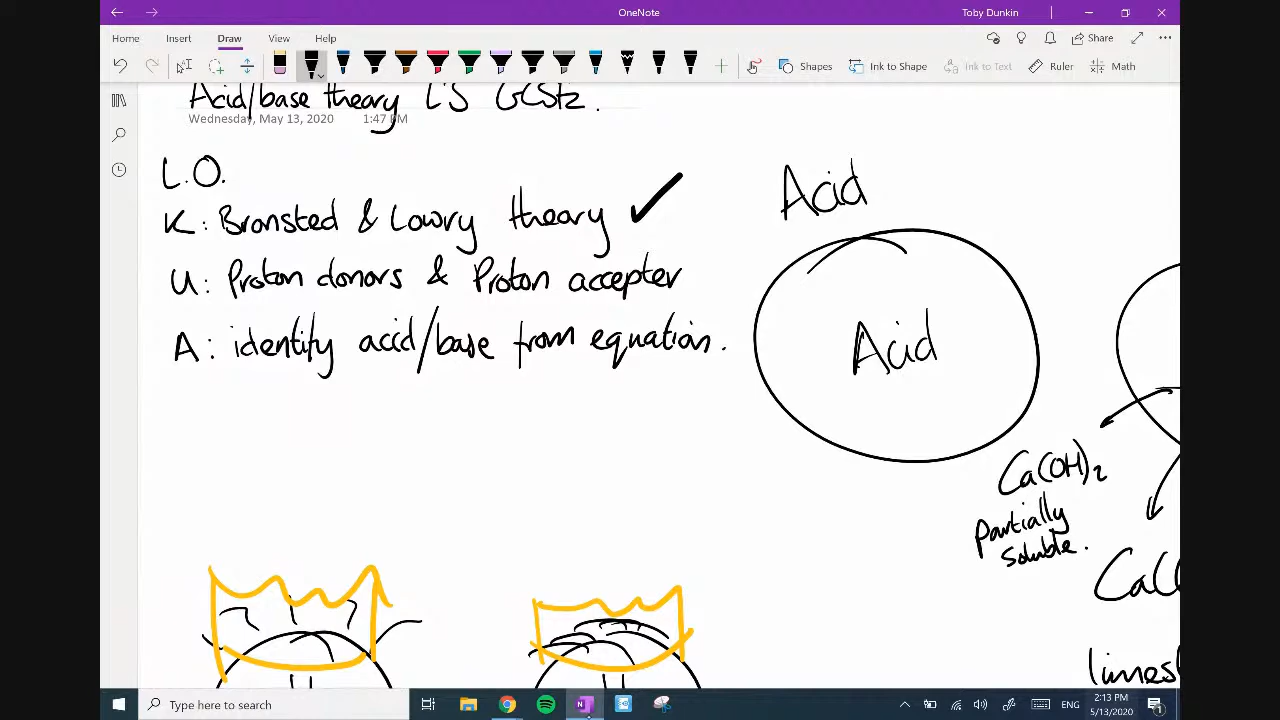 OneNote
Toby Dunkin
Home Insert Draw View Help
Share
Shapes
Ink to Shape
Ink to Text
Ruler
Math
Acid/base theory
Wednesday, May 13, 2020 1:47 PM
L.O.
K: Bronsted & Lowry theory
U: Proton donors & Proton accepter
A: identify acid/base from equation.
Acid
Acid
Ca(OH)2
Partially
soluble.
limes
Type here to search
ENG
2:13 PM
5/13/2020